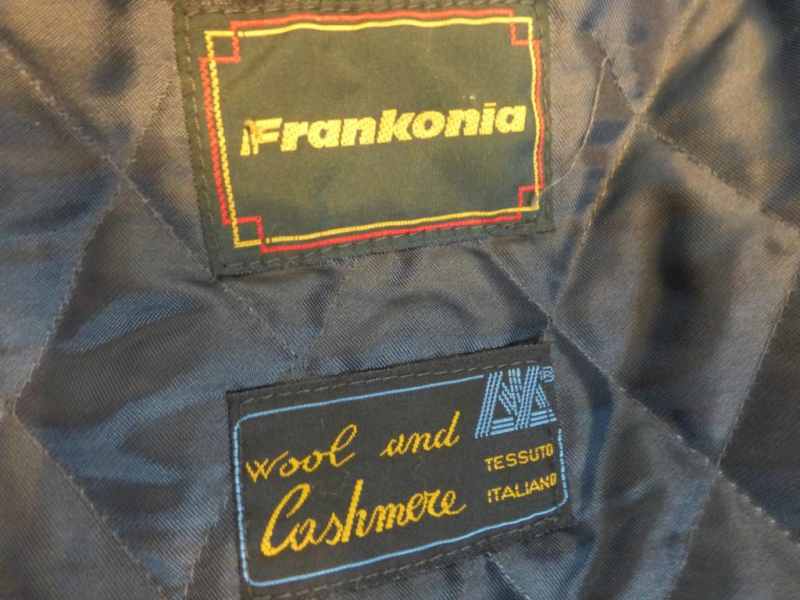 Frankonia
wool and
Cashmere
®
TESSUTO
ITALIANO